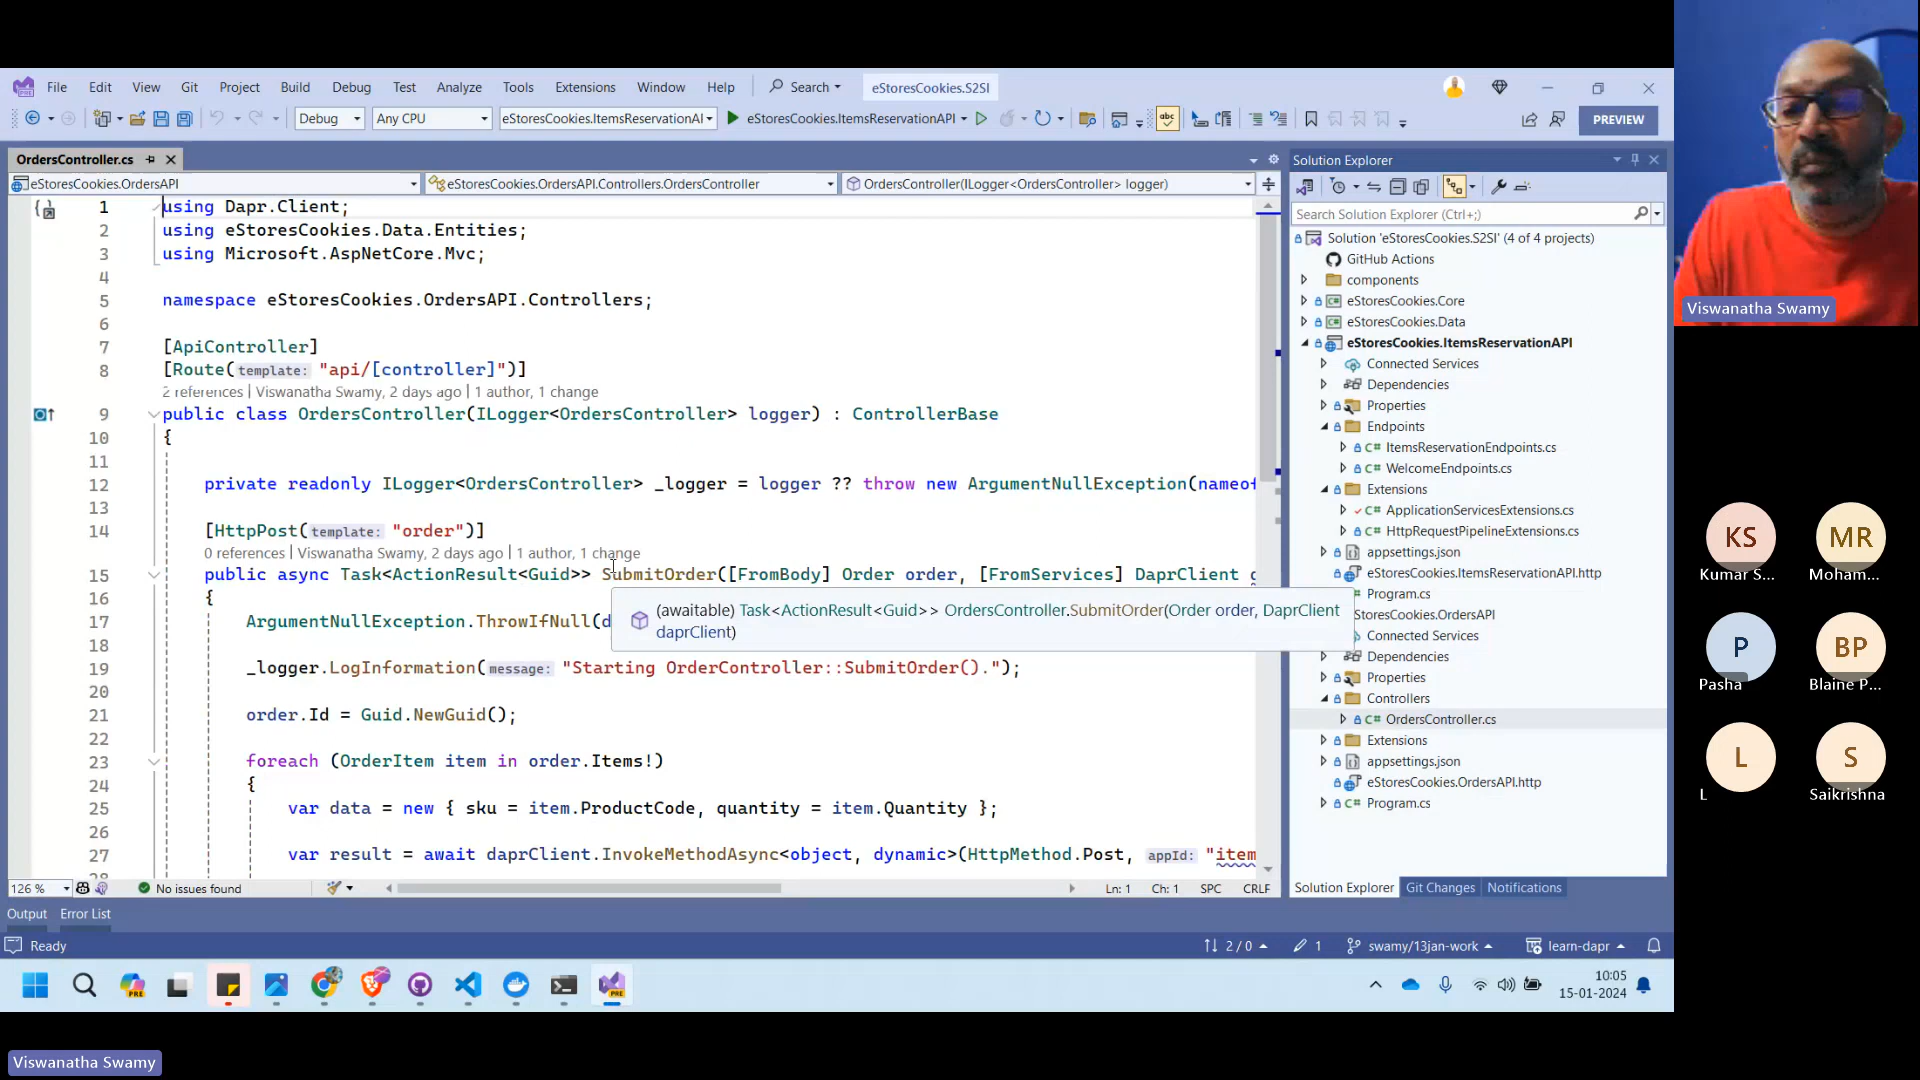 File Edit View Git Project Build Debug Test Analyze Tools Extensions Window Help Search eStoresCookies.S2SI
Debug Any CPU eStoresCookies.ItemsReservationAI eStoresCookies.ItemsReservationAPI PREVIEW
OrdersController.cs
eStoresCookies.OrdersAPI eStoresCookies.OrdersAPI.Controllers.OrdersController OrdersController(ILogger<OrdersController> logger)
1 using Dapr.Client;
2 using eStoresCookies.Data.Entities;
3 using Microsoft.AspNetCore.Mvc;
4
5 namespace eStoresCookies.OrdersAPI.Controllers;
6
7 [ApiController]
8 [Route(template: "api/[controller]")]
2 references | Viswanatha Swamy, 2 days ago | 1 author, 1 change
9 public class OrdersController(ILogger<OrdersController> logger) : ControllerBase
10 {
11
12 private readonly ILogger<OrdersController> _logger = logger ?? throw new ArgumentNullException(nameof
13
14 [HttpPost(template: "order")]
0 references | Viswanatha Swamy, 2 days ago | 1 author, 1 change
15 public async Task<ActionResult<Guid>> SubmitOrder([FromBody] Order order, [FromServices] DaprClient
16 {
(awaitable) Task<ActionResult<Guid>> OrdersController.SubmitOrder(Order order, DaprClient
daprClient)
17 ArgumentNullException.ThrowIfNull(d
18
19 _logger.LogInformation(message: "Starting OrderController::SubmitOrder().");
20
21 order.Id = Guid.NewGuid();
22
23 foreach (OrderItem item in order.Items!)
24 {
25 var data = new { sku = item.ProductCode, quantity = item.Quantity };
26
27 var result = await daprClient.InvokeMethodAsync<object, dynamic>(HttpMethod.Post, appId: "item
28
126 % No issues found Ln: 1 Ch: 1 SPC CRLF
Output Error List
Ready 2 / 0 1 swamy/13jan-work learn-dapr
Solution Explorer
Search Solution Explorer (Ctrl+;)
Solution 'eStoresCookies.S2SI' (4 of 4 projects)
GitHub Actions
components
eStoresCookies.Core
eStoresCookies.Data
eStoresCookies.ItemsReservationAPI
Connected Services
Dependencies
Properties
Endpoints
C# ItemsReservationEndpoints.cs
C# WelcomeEndpoints.cs
Extensions
C# ApplicationServicesExtensions.cs
C# HttpRequestPipelineExtensions.cs
appsettings.json
eStoresCookies.ItemsReservationAPI.http
Program.cs
StoresCookies.OrdersAPI
Connected Services
Dependencies
Properties
Controllers
C# OrdersController.cs
Extensions
appsettings.json
eStoresCookies.OrdersAPI.http
C# Program.cs
Solution Explorer Git Changes Notifications
PRE PRE
10:05
15-01-2024
Viswanatha Swamy
KS MR
Kumar S... Moham...
P BP
Pasha Blaine P...
L S
L Saikrishna
Viswanatha Swamy